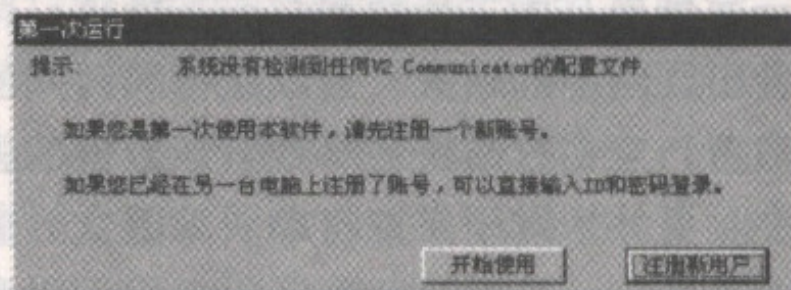 第一次运行
提示 系统没有检测到任何V2 Communicator的配置文件
如果您是第一次使用本软件，请先注册一个新账号。
如果您已经在另一台电脑上注册了账号，可以直接输入ID和密码登录。
开始使用 注册新用户